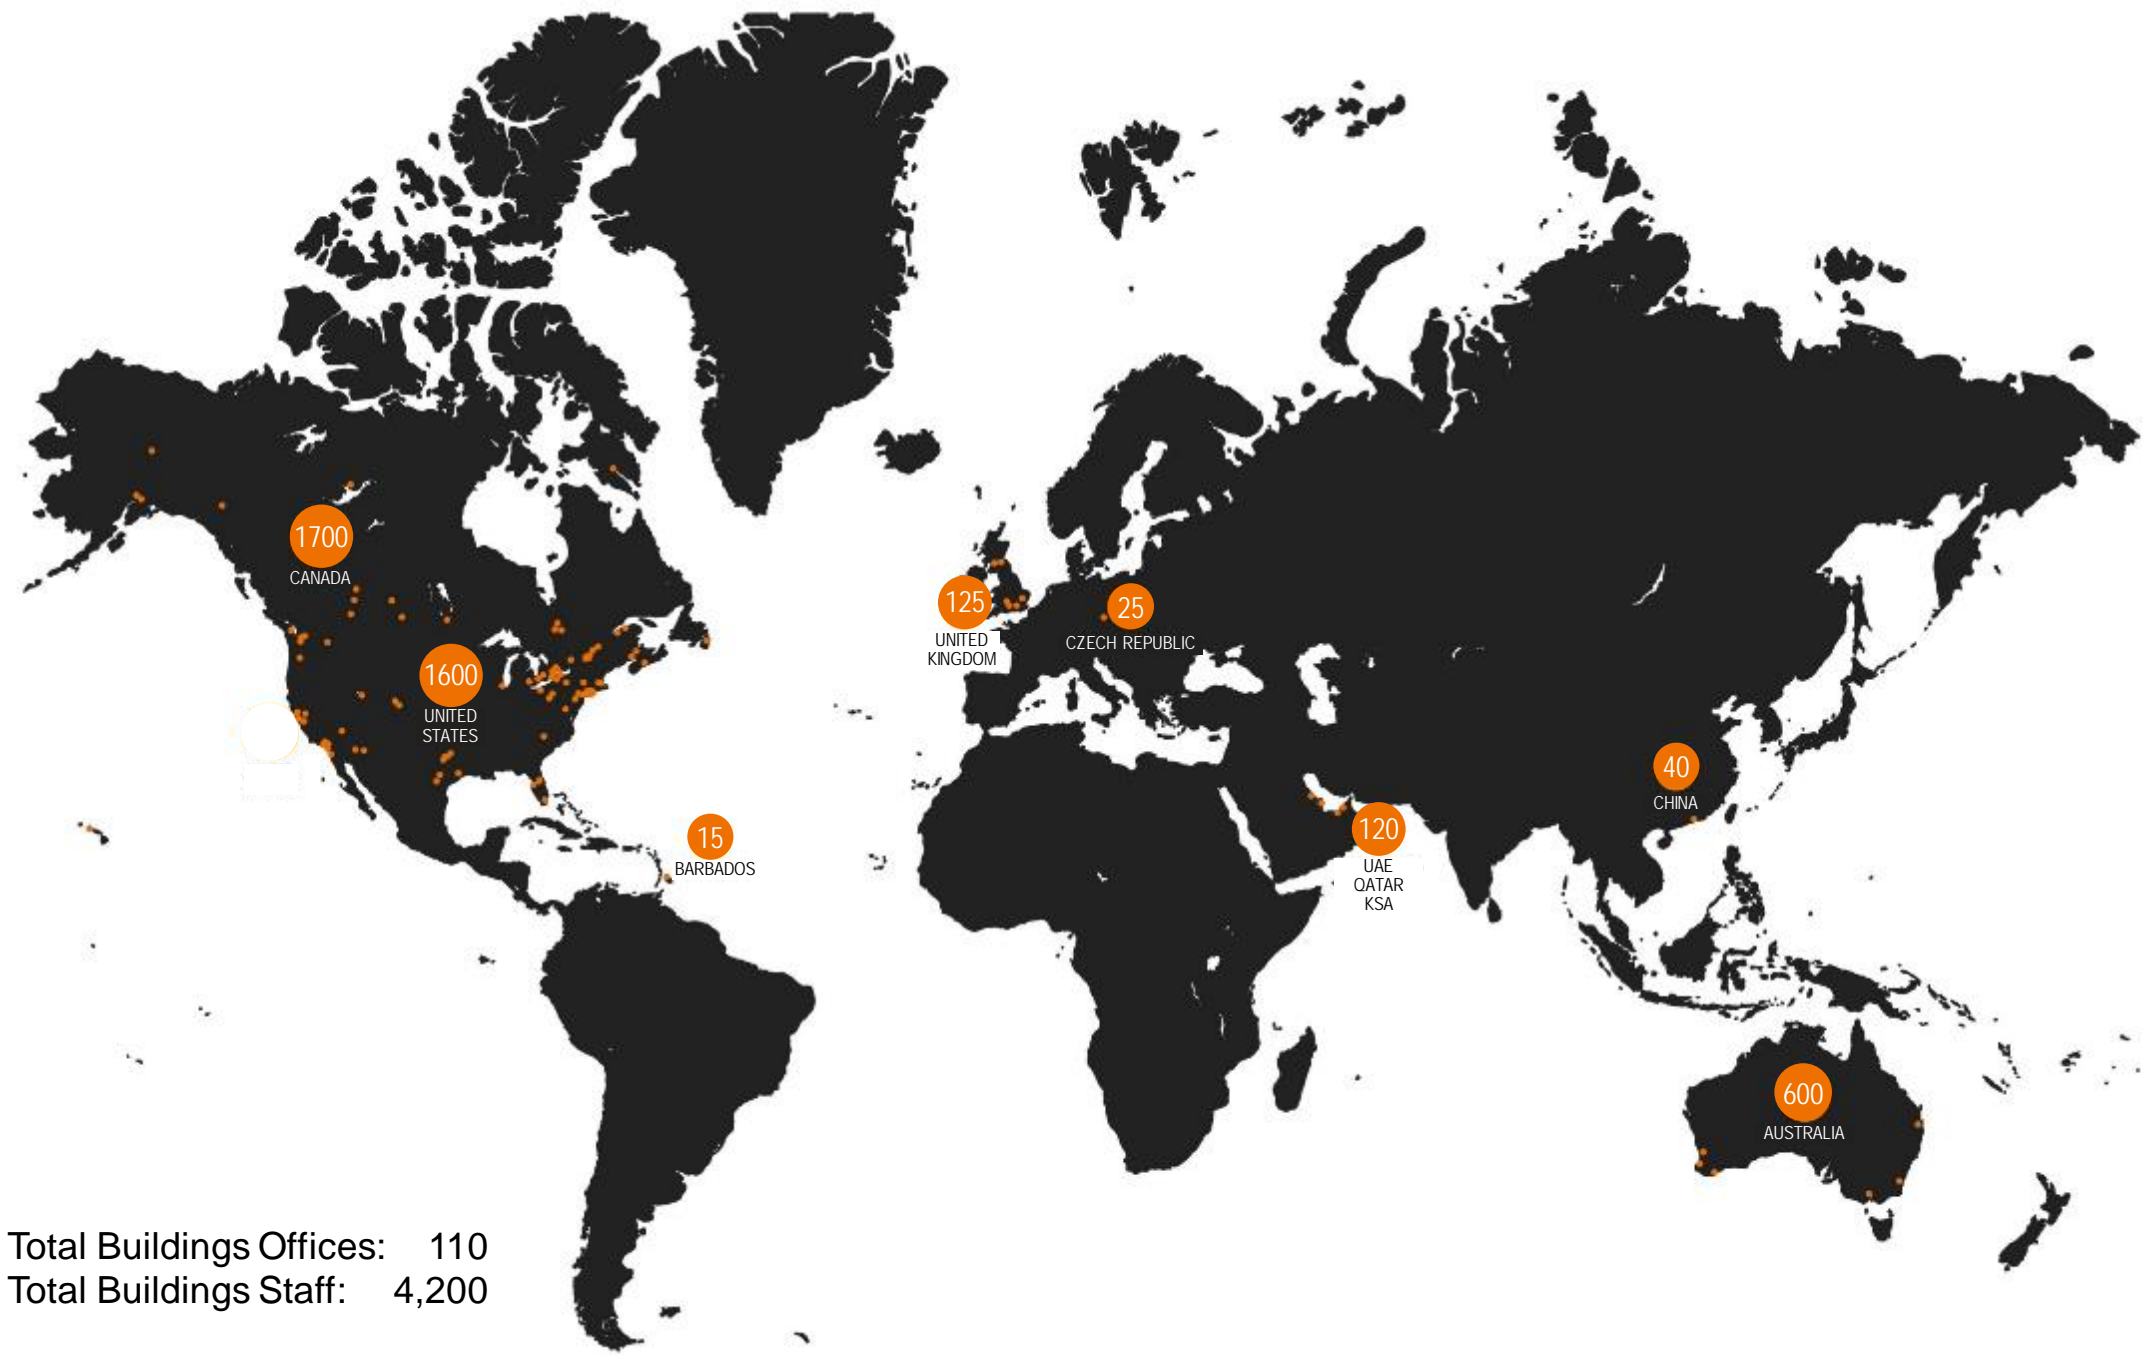 1700
CANADA
1600
UNITED
STATES
15
BARBADOS
125
UNITED
KINGDOM
25
CZECH REPUBLIC
120
UAE
QATAR
KSA
40
CHINA
600
AUSTRALIA
Total Buildings Offices: 110
Total Buildings Staff: 4,200